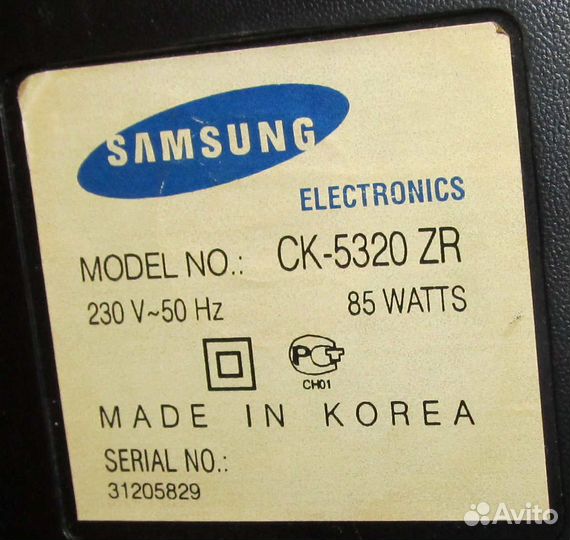 SAMSUNG
ELECTRONICS
MODEL NO.: CK-5320 ZR
230 V~50 Hz 85 WATTS
PCT
CH01
MADE IN KOREA
SERIAL NO.:
31205829
Avito